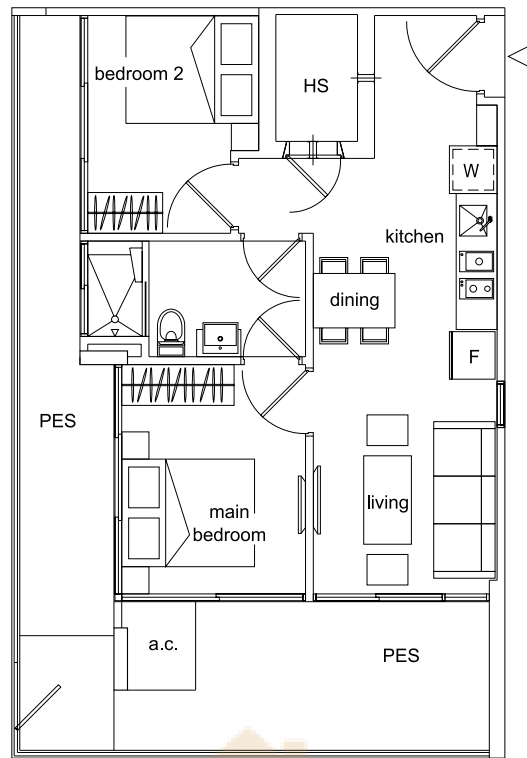 bedroom 2
HS
W
kitchen
dining
F
PES
living
main
bedroom
a.c.
PES